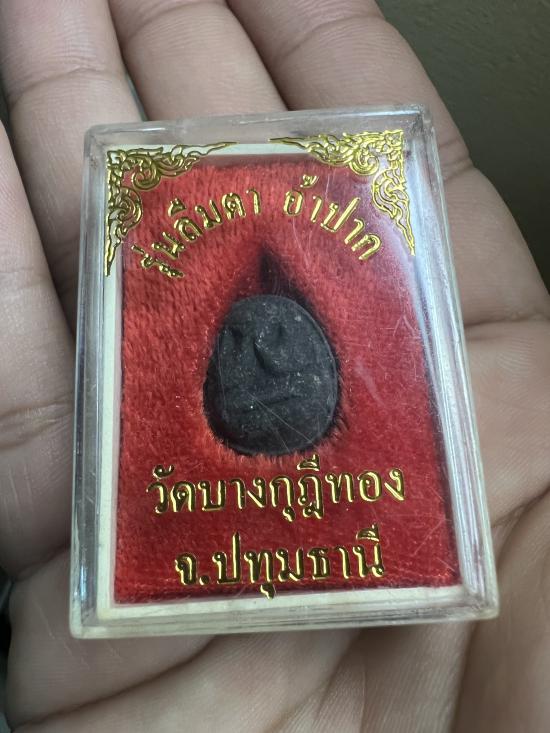 รุ่นลืมตา อ้าปาก
วัดบางกุฎีทอง
จ.ปทุมธานี